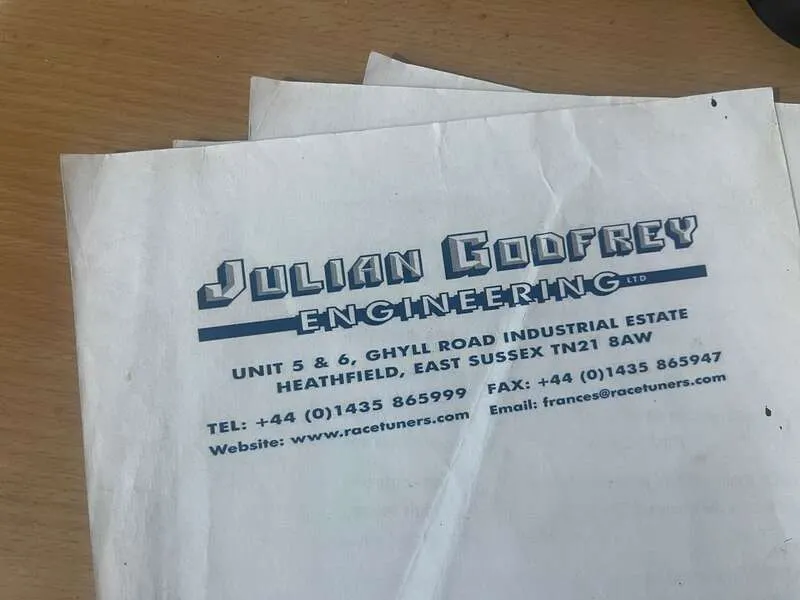 JULIAN GODFREY
ENGINEERING LTD
UNIT 5 & 6, GHYLL ROAD INDUSTRIAL ESTATE
HEATHFIELD, EAST SUSSEX TN21 8AW
TEL: +44 (0)1435 865999 FAX: +44 (0)1435 865947
Website: www.racetuners.com Email: frances@racetuners.com